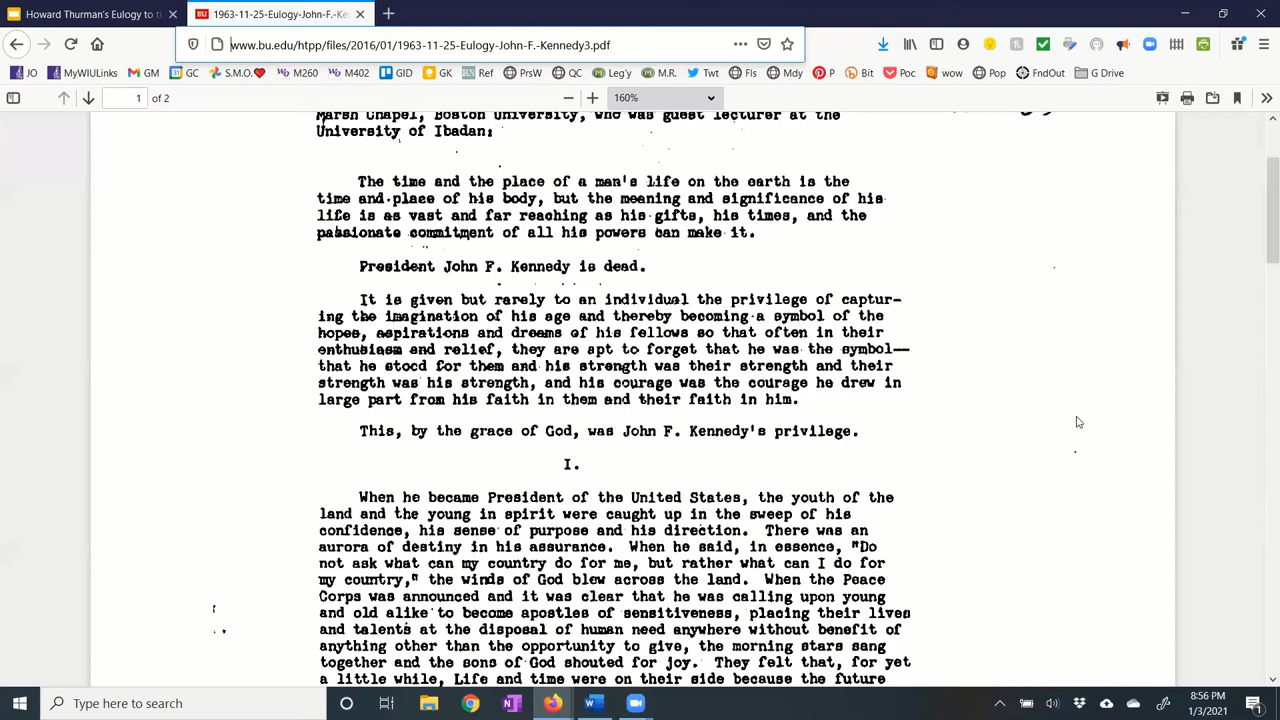 Howard Thurman's Eulogy to th
1963-11-25-Eulogy-John-F.-Ke
www.bu.edu/htpp/files/2016/01/1963-11-25-Eulogy-John-F.-Kennedy3.pdf
JO MyWIULinks GM GC S.M.O. M260 M402 GID GK Ref PrsW QC Leg'y M.R. Twt Fls Mdy P Blt Poc wow Pop FndOut G Drive
1 of 2 160%
Marsh Chapel, Boston University, who was guest lecturer at the
University of Ibadan:
The time and the place of a man's life on the earth is the
time and place of his body, but the meaning and significance of his
life is as vast and far reaching as his gifts, his times, and the
passionate commitment of all his powers can make it.
President John F. Kennedy is dead.
It is given but rarely to an individual the privilege of captur-
ing the imagination of his age and thereby becoming a symbol of the
hopes, aspirations and dreams of his fellows so that often in their
enthusiasm and relief, they are apt to forget that he was the symbol--
that he stood for them and his strength was their strength and their
strength was his strength, and his courage was the courage he drew in
large part from his faith in them and their faith in him.
This, by the grace of God, was John F. Kennedy's privilege.
I.
When he became President of the United States, the youth of the
land and the young in spirit were caught up in the sweep of his
confidence, his sense of purpose and his direction. There was an
aurora of destiny in his assurance. When he said, in essence, "Do
not ask what can my country do for me, but rather what can I do for
my country," the winds of God blew across the land. When the Peace
Corps was announced and it was clear that he was calling upon young
and old alike to become apostles of sensitiveness, placing their lives
and talents at the disposal of human need anywhere without benefit of
anything other than the opportunity to give, the morning stars sang
together and the sons of God shouted for joy. They felt that, for yet
a little while, Life and time were on their side because the future
Type here to search
8:56 PM
1/3/2021